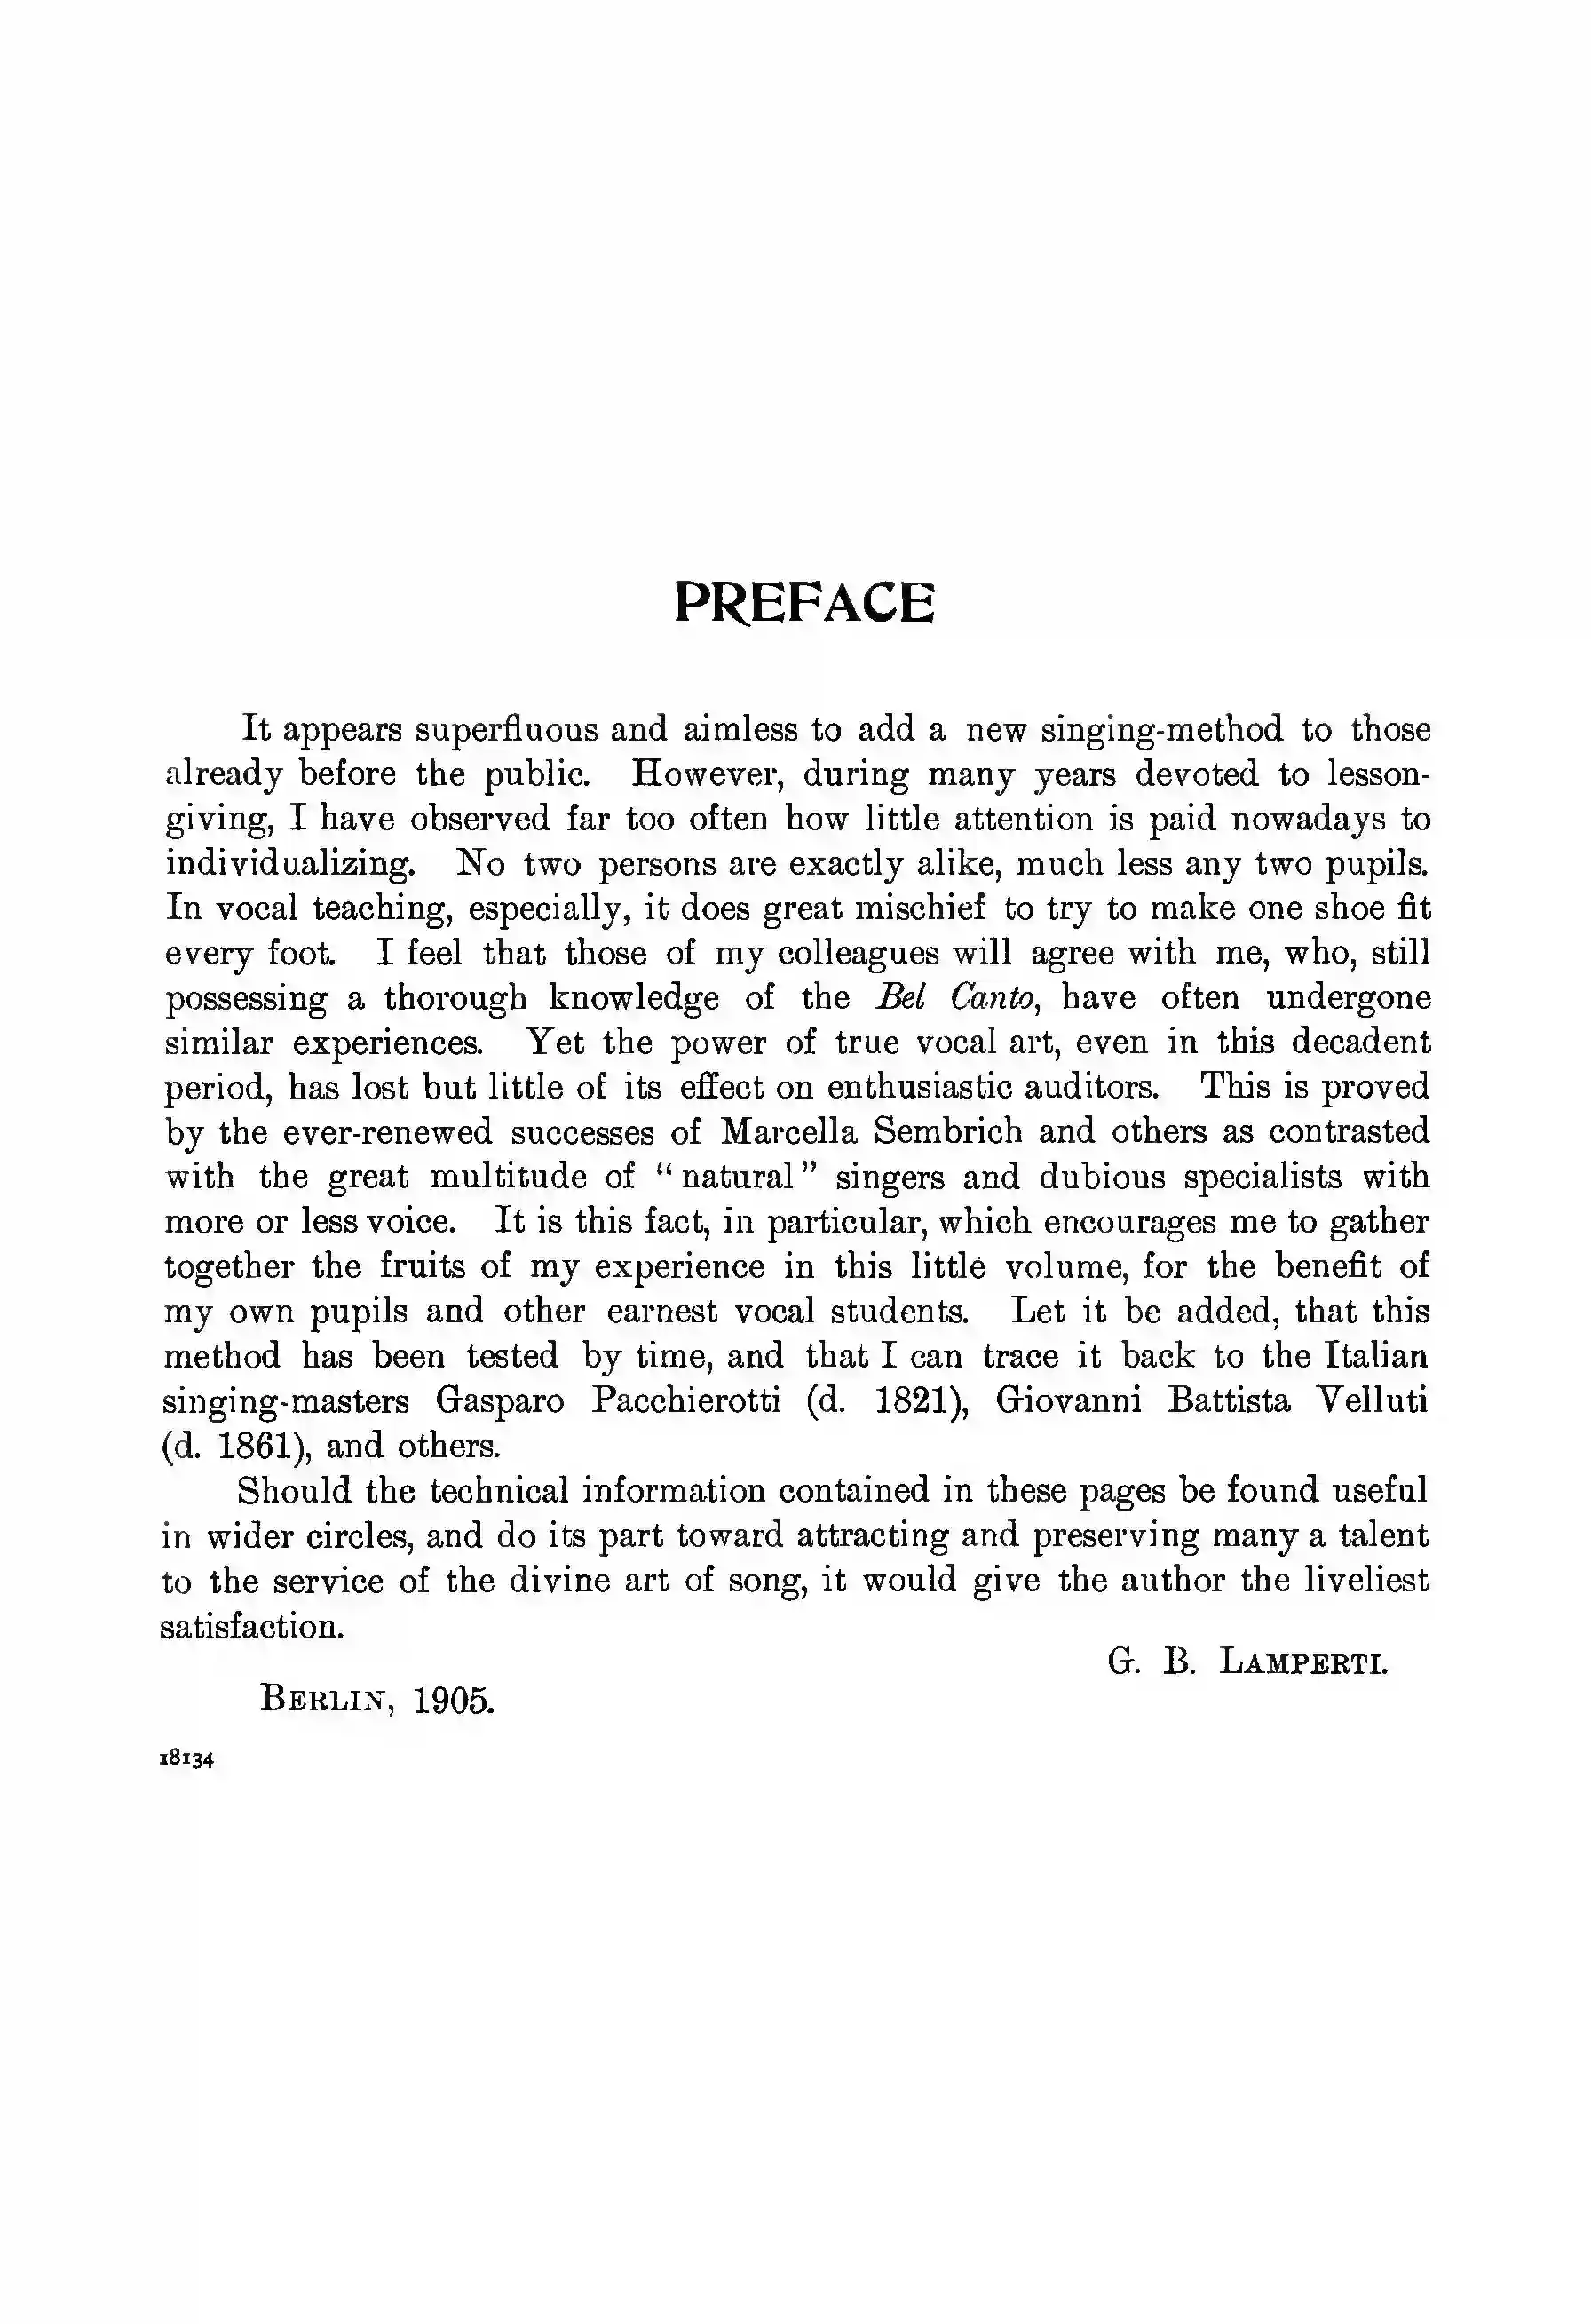 PREFACE
It appears superfluous and aimless to add a new singing-method to those
already before the public. However, during many years devoted to lesson-
giving, I have observed far too often how little attention is paid nowadays to
individualizing. No two persons are exactly alike, much less any two pupils.
In vocal teaching, especially, it does great mischief to try to make one shoe fit
every foot. I feel that those of my colleagues will agree with me, who, still
possessing a thorough knowledge of the Bel Canto, have often undergone
similar experiences. Yet the power of true vocal art, even in this decadent
period, has lost but little of its effect on enthusiastic auditors. This is proved
by the ever-renewed successes of Marcella Sembrich and others as contrasted
with the great multitude of “natural” singers and dubious specialists with
more or less voice. It is this fact, in particular, which encourages me to gather
together the fruits of my experience in this little volume, for the benefit of
my own pupils and other earnest vocal students. Let it be added, that this
method has been tested by time, and that I can trace it back to the Italian
singing-masters Gasparo Pacchierotti (d. 1821), Giovanni Battista Velluti
(d. 1861), and others.
Should the technical information contained in these pages be found useful
in wider circles, and do its part toward attracting and preserving many a talent
to the service of the divine art of song, it would give the author the liveliest
satisfaction.
G. B. LAMPERTI.
BERLIN, 1905.
18134